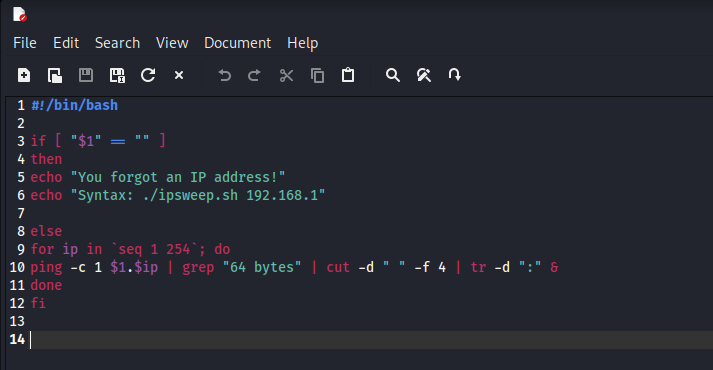 File Edit Search View Document Help
1 #!/bin/bash
2
3 if [ "$1" == "" ]
4 then
5 echo "You forgot an IP address!"
6 echo "Syntax: ./ipsweep.sh 192.168.1"
7
8 else
9 for ip in `seq 1 254`; do
10 ping -c 1 $1.$ip | grep "64 bytes" | cut -d " " -f 4 | tr -d ":" &
11 done
12 fi
13
14